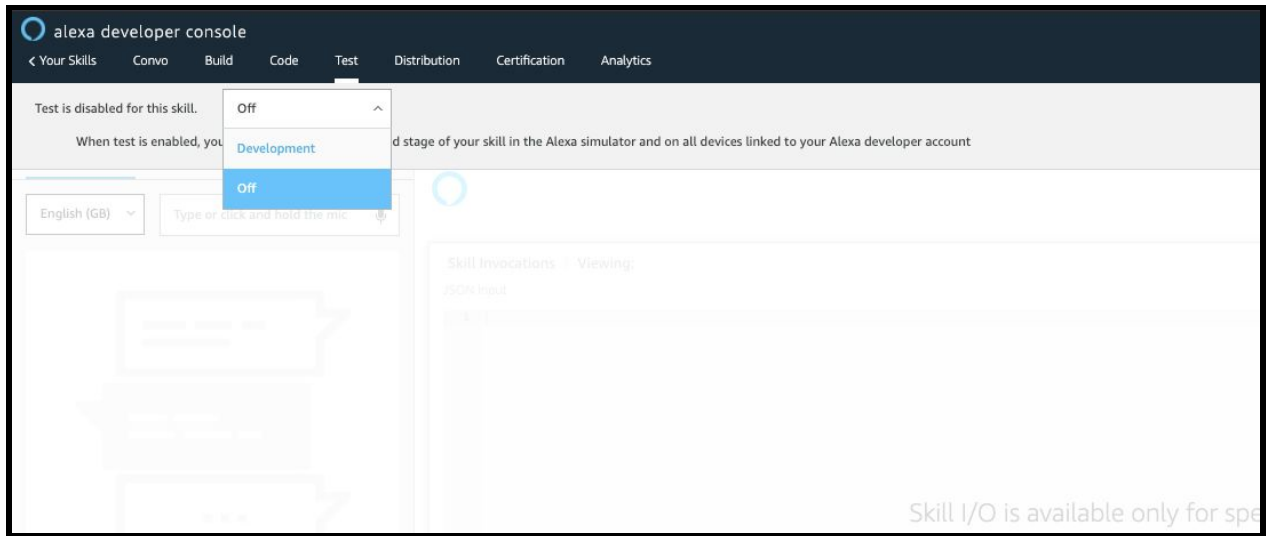 alexa developer console
< Your Skills Convo Build Code Test Distribution Certification Analytics
Test is disabled for this skill. Off
When test is enabled, you d stage of your skill in the Alexa simulator and on all devices linked to your Alexa developer account
Development
Off
English (GB) Type or click and hold the mic
Skill Invocations Viewing:
JSON Input
1
Skill I/O is available only for spe